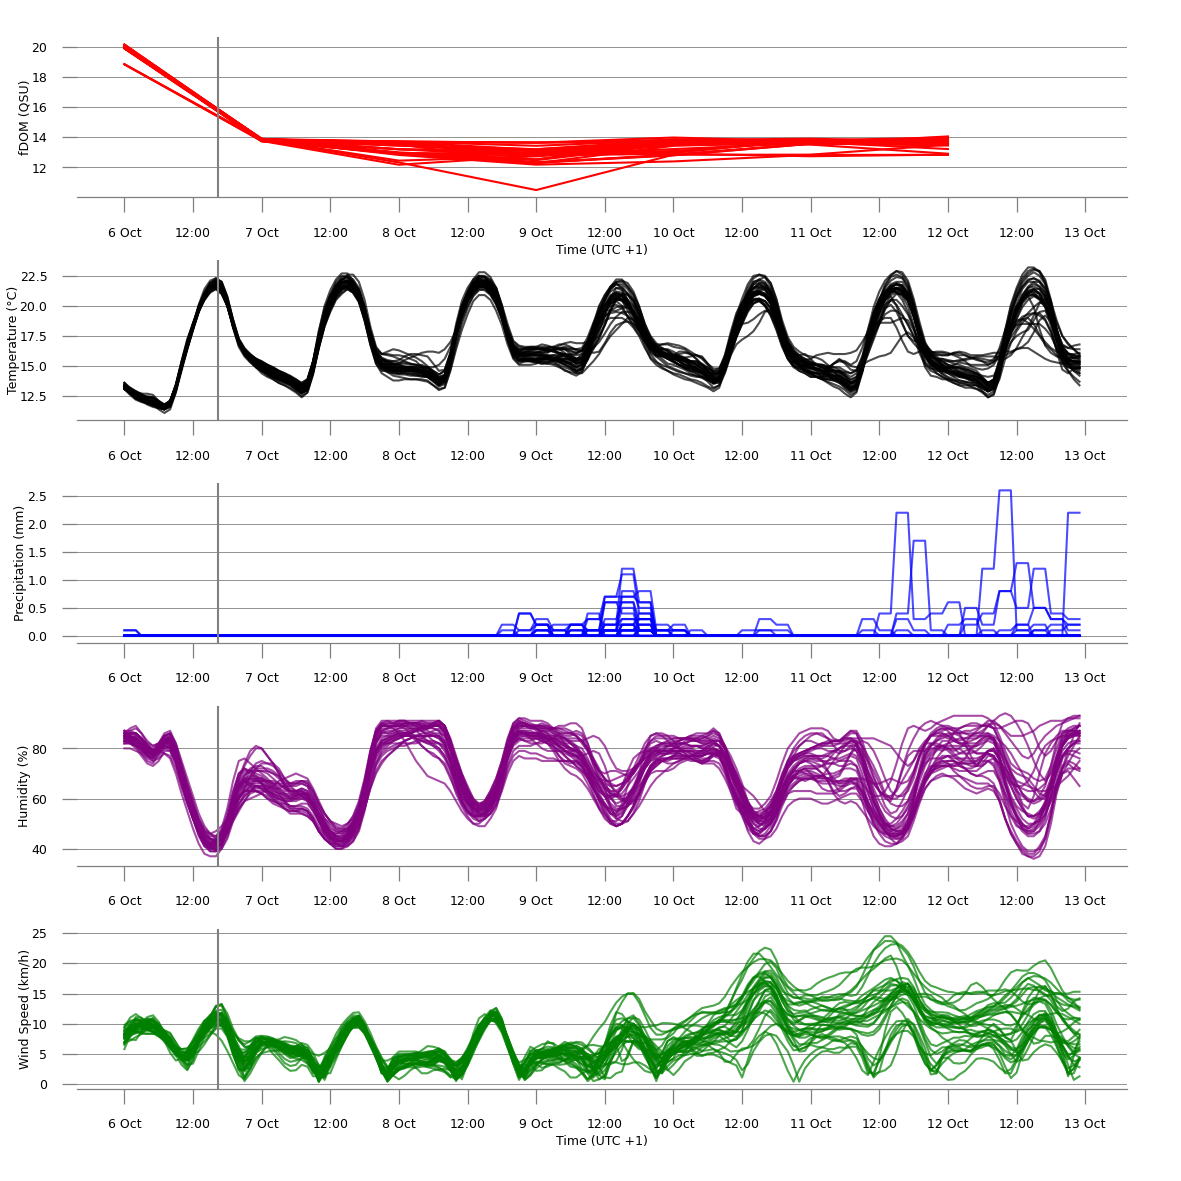 fDOM (QSU)
20
18
16
14
12
6 Oct 12:00 7 Oct 12:00 8 Oct 12:00 9 Oct 12:00 10 Oct 12:00 11 Oct 12:00 12 Oct 12:00 13 Oct
Time (UTC +1)
Temperature (°C)
22.5
20.0
17.5
15.0
12.5
6 Oct 12:00 7 Oct 12:00 8 Oct 12:00 9 Oct 12:00 10 Oct 12:00 11 Oct 12:00 12 Oct 12:00 13 Oct
Precipitation (mm)
2.5
2.0
1.5
1.0
0.5
0.0
6 Oct 12:00 7 Oct 12:00 8 Oct 12:00 9 Oct 12:00 10 Oct 12:00 11 Oct 12:00 12 Oct 12:00 13 Oct
Humidity (%)
80
60
40
6 Oct 12:00 7 Oct 12:00 8 Oct 12:00 9 Oct 12:00 10 Oct 12:00 11 Oct 12:00 12 Oct 12:00 13 Oct
Wind Speed (km/h)
25
20
15
10
5
0
6 Oct 12:00 7 Oct 12:00 8 Oct 12:00 9 Oct 12:00 10 Oct 12:00 11 Oct 12:00 12 Oct 12:00 13 Oct
Time (UTC +1)